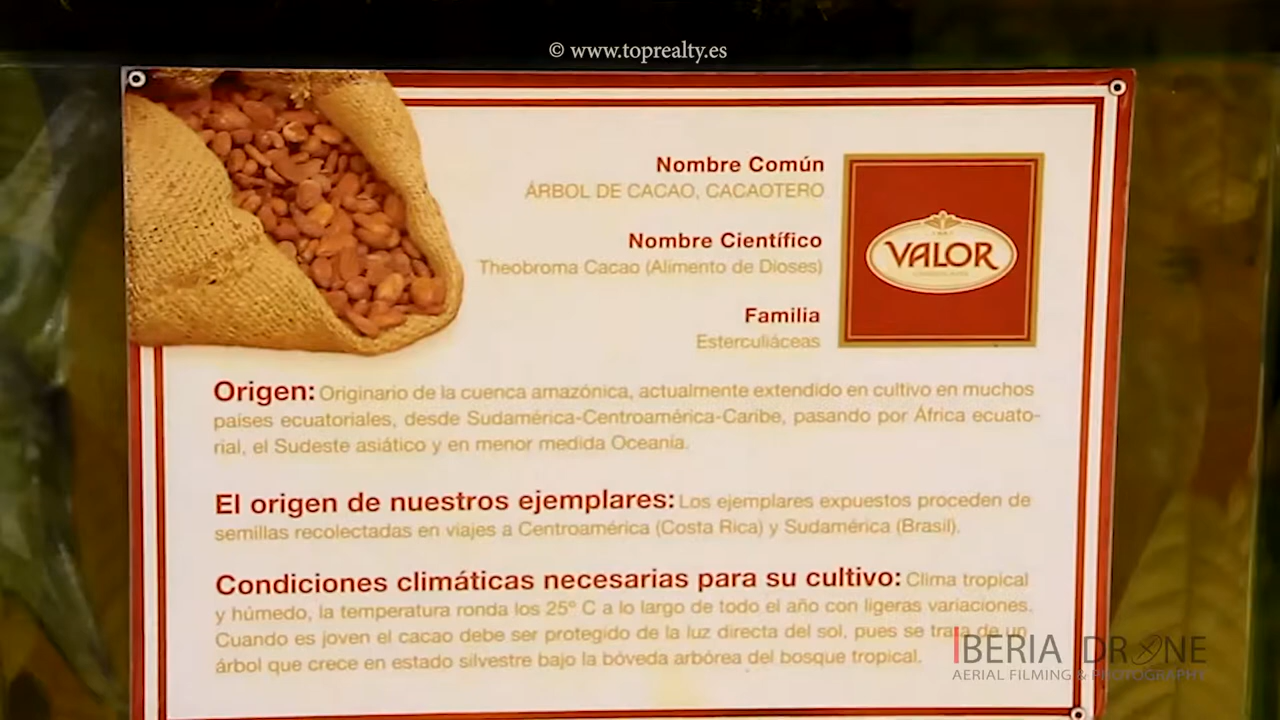 © www.toprealty.es
Nombre Común
ÁRBOL DE CACAO, CACAOTERO
Nombre Científico
Theobroma Cacao (Alimento de Dioses)
Familia
Esterculiáceas
VALOR
Origen: Originario de la cuenca amazónica, actualmente extendido en cultivo en muchos
países ecuatoriales, desde Sudamérica-Centroamérica-Caribe, pasando por África ecuato-
rial, el Sudeste asiático y en menor medida Oceanía.
El origen de nuestros ejemplares: Los ejemplares expuestos proceden de
semillas recolectadas en viajes a Centroamérica (Costa Rica) y Sudamérica (Brasil).
Condiciones climáticas necesarias para su cultivo: Clima tropical
y húmedo, la temperatura ronda los 25º C a lo largo de todo el año con ligeras variaciones.
Cuando es joven el cacao debe ser protegido de la luz directa del sol, pues se trata de un
árbol que crece en estado silvestre bajo la bóveda arbórea del bosque tropical.
IBERIA DRONE
AERIAL FILMING & PHOTOGRAPHY